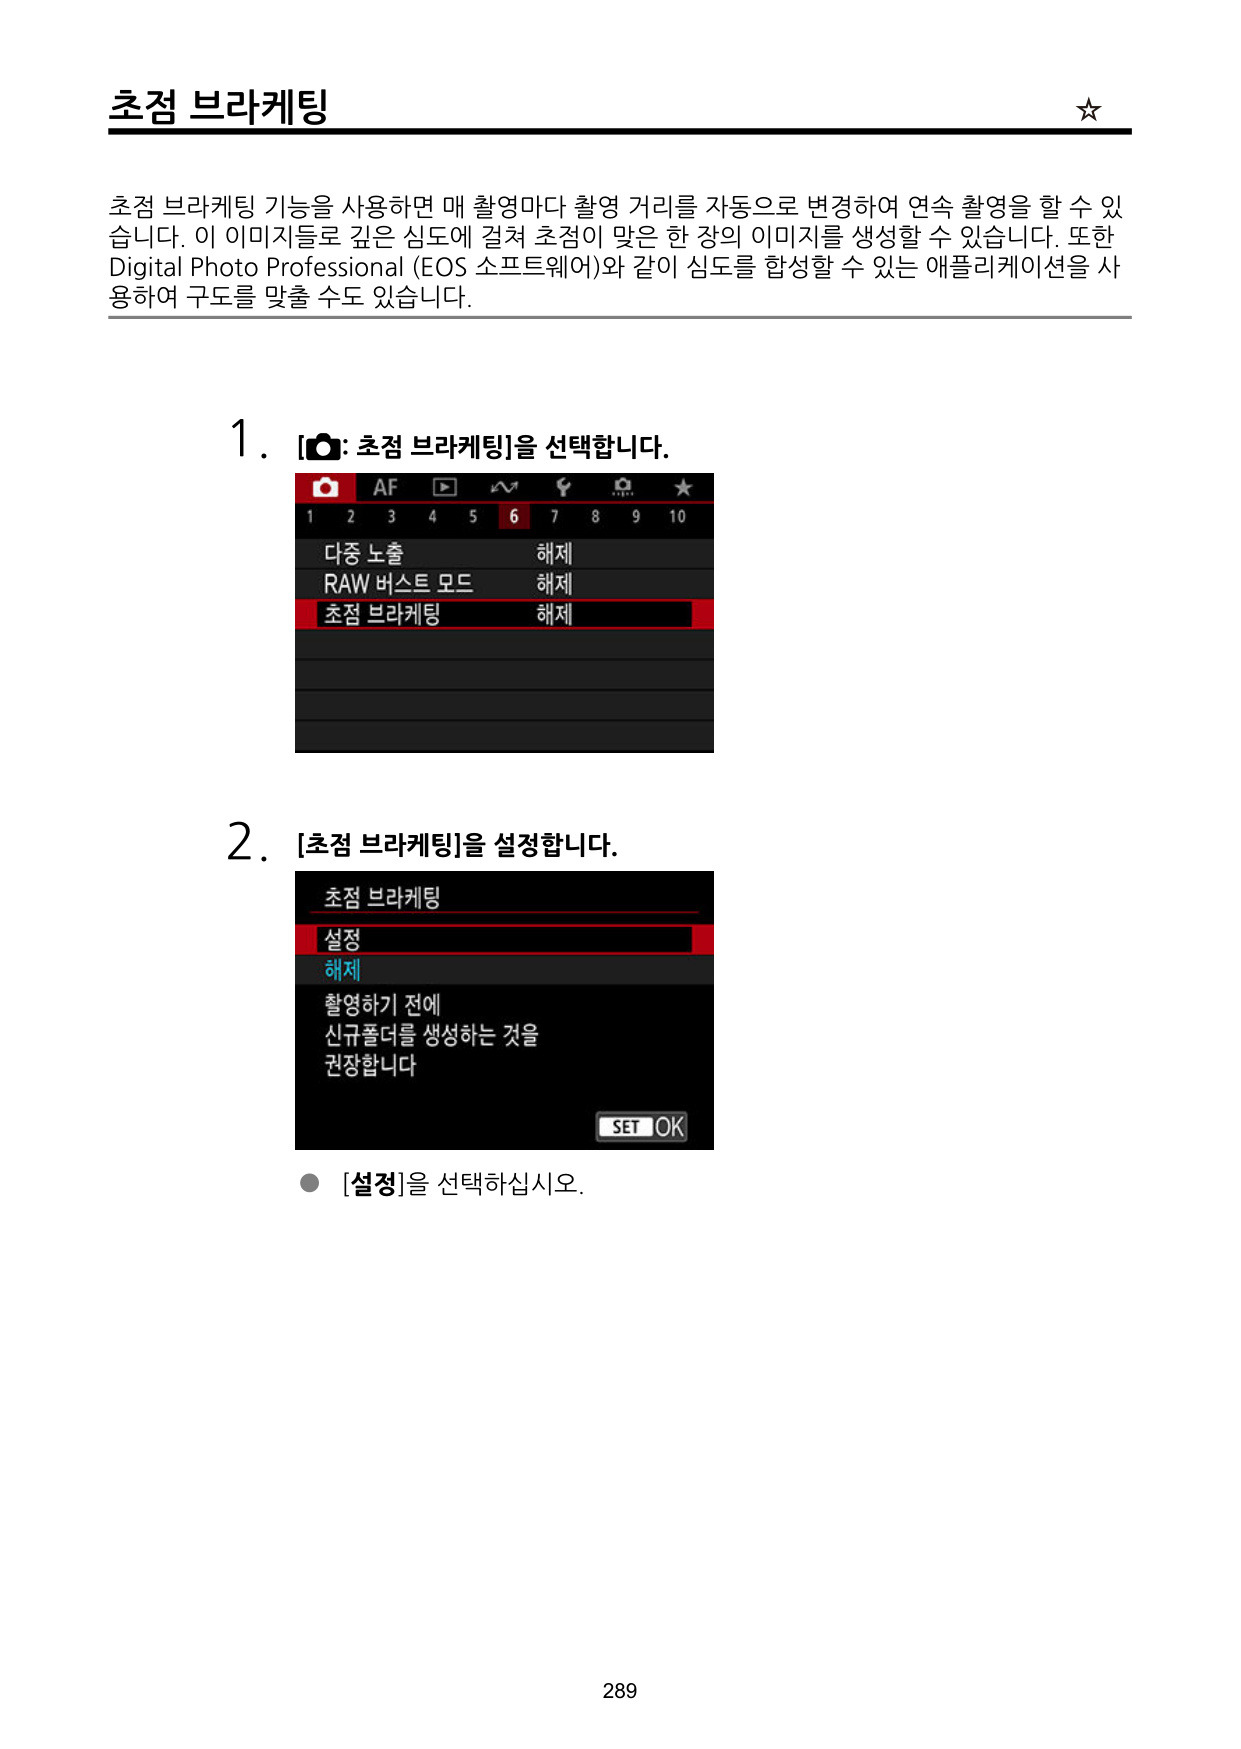 초점 브라케팅 ☆
초점 브라케팅 기능을 사용하면 매 촬영마다 촬영 거리를 자동으로 변경하여 연속 촬영을 할 수 있
습니다. 이 이미지들로 깊은 심도에 걸쳐 초점이 맞은 한 장의 이미지를 생성할 수 있습니다. 또한
Digital Photo Professional (EOS 소프트웨어)와 같이 심도를 합성할 수 있는 애플리케이션을 사
용하여 구도를 맞출 수도 있습니다.
1. [📷: 초점 브라케팅]을 선택합니다.
AF
1 2 3 4 5 6 7 8 9 10
다중 노출 해제
RAW 버스트 모드 해제
초점 브라케팅 해제
2. [초점 브라케팅]을 설정합니다.
초점 브라케팅
설정
해제
촬영하기 전에
신규폴더를 생성하는 것을
권장합니다
SET OK
● [설정]을 선택하십시오.
289